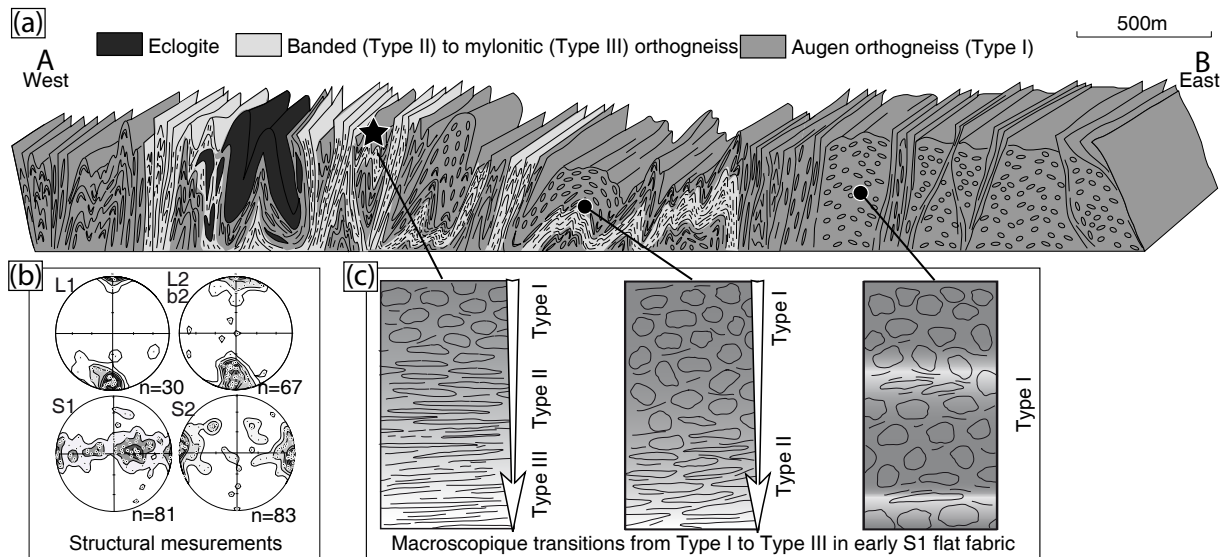 (a)
500m
Eclogite
Banded (Type II) to mylonitic (Type III) orthogneiss
Augen orthogneiss (Type I)
A
West
B
East
(b)
L1
n=30
L2
b2
n=67
S1
n=81
S2
n=83
Structural mesurements
(c)
Type I
Type II
Type III
Type I
Type II
Type I
Macroscopique transitions from Type I to Type III in early S1 flat fabric